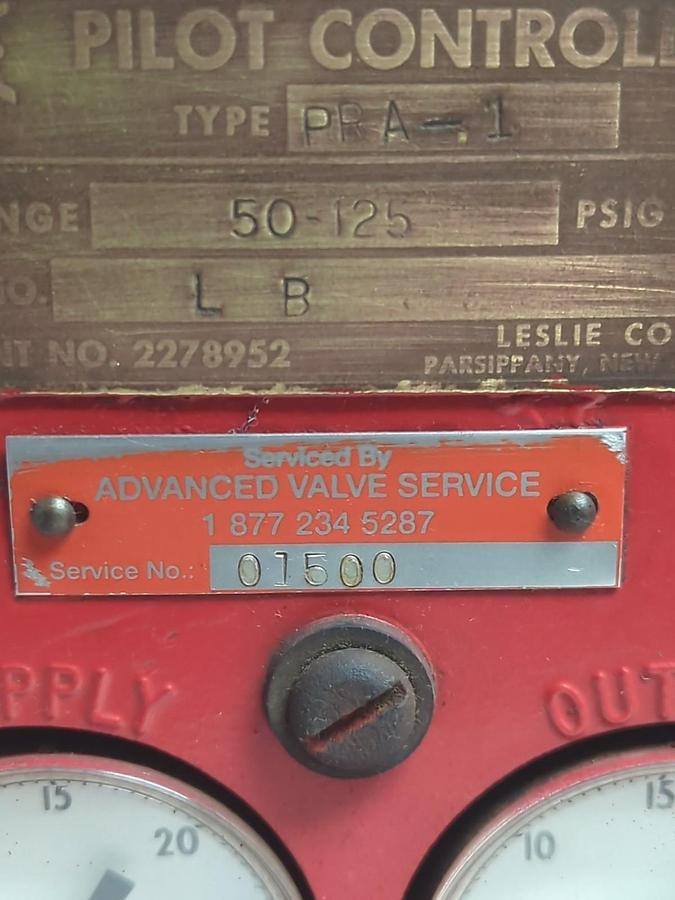 PILOT CONTROL
TYPE PRA-1
NGE 50-125 PSIG
O. L B
NT NO. 2278952
LESLIE CO
PARSIPPANY, NEW
Serviced By
ADVANCED VALVE SERVICE
1 877 234 5287
Service No.: 01500
PPLY
OUT
15
20
10
15